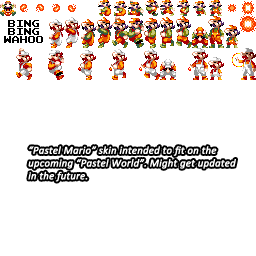 BING
BING
WAHOO
“Pastel Mario” skin intended to fit on the
upcoming “Pastel World”. Might get updated
in the future.